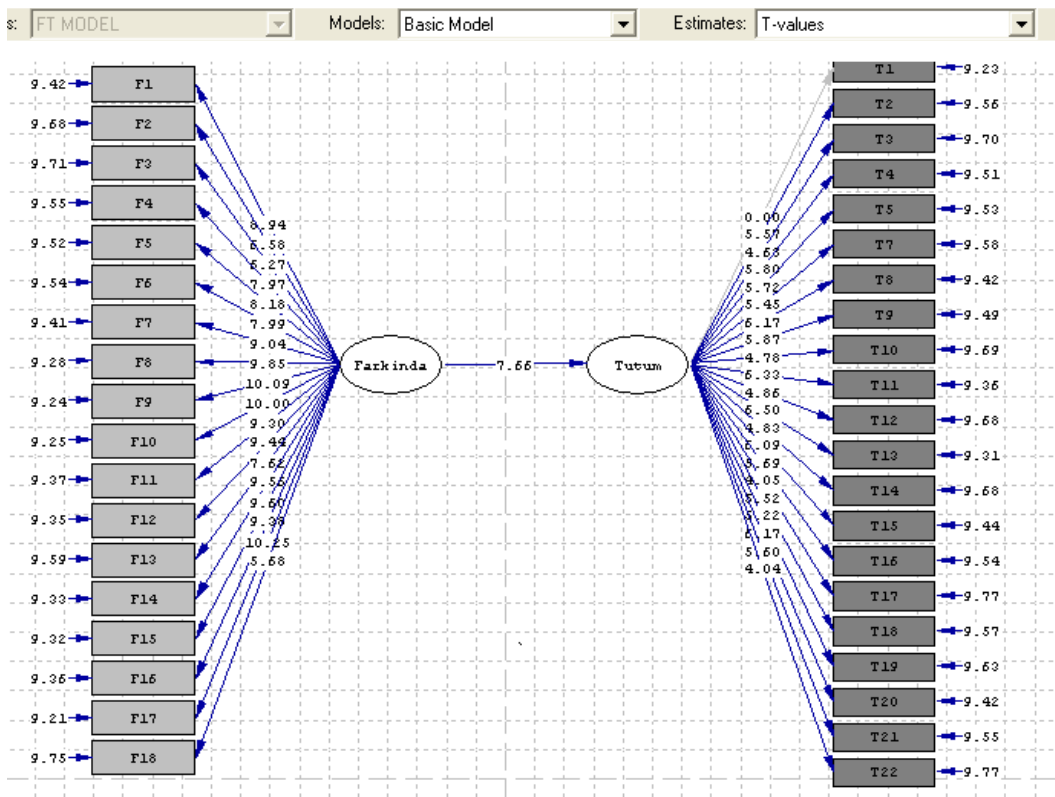 s: FT MODEL Models: Basic Model Estimates: T-values
9.42 F1
9.68 F2
9.71 F3
9.55 F4
9.52 F5
9.54 F6
9.41 F7
9.28 F8
9.24 F9
9.25 F10
9.37 F11
9.35 F12
9.59 F13
9.33 F14
9.32 F15
9.36 F16
9.21 F17
9.75 F18
8.94
6.58
6.27
7.97
8.18
7.99
9.04
9.85
10.09
10.00
9.30
9.44
7.62
9.55
9.60
9.38
10.25
5.68
Farkinda 7.66 Tutum
0.00
5.57
4.63
5.80
5.72
5.45
6.17
5.87
4.78
6.33
4.86
6.50
4.83
6.09
5.69
4.05
5.52
5.22
6.17
5.60
4.04
T1 9.23
T2 9.56
T3 9.70
T4 9.51
T5 9.53
T7 9.58
T8 9.42
T9 9.49
T10 9.69
T11 9.36
T12 9.68
T13 9.31
T14 9.68
T15 9.44
T16 9.54
T17 9.77
T18 9.57
T19 9.63
T20 9.42
T21 9.55
T22 9.77